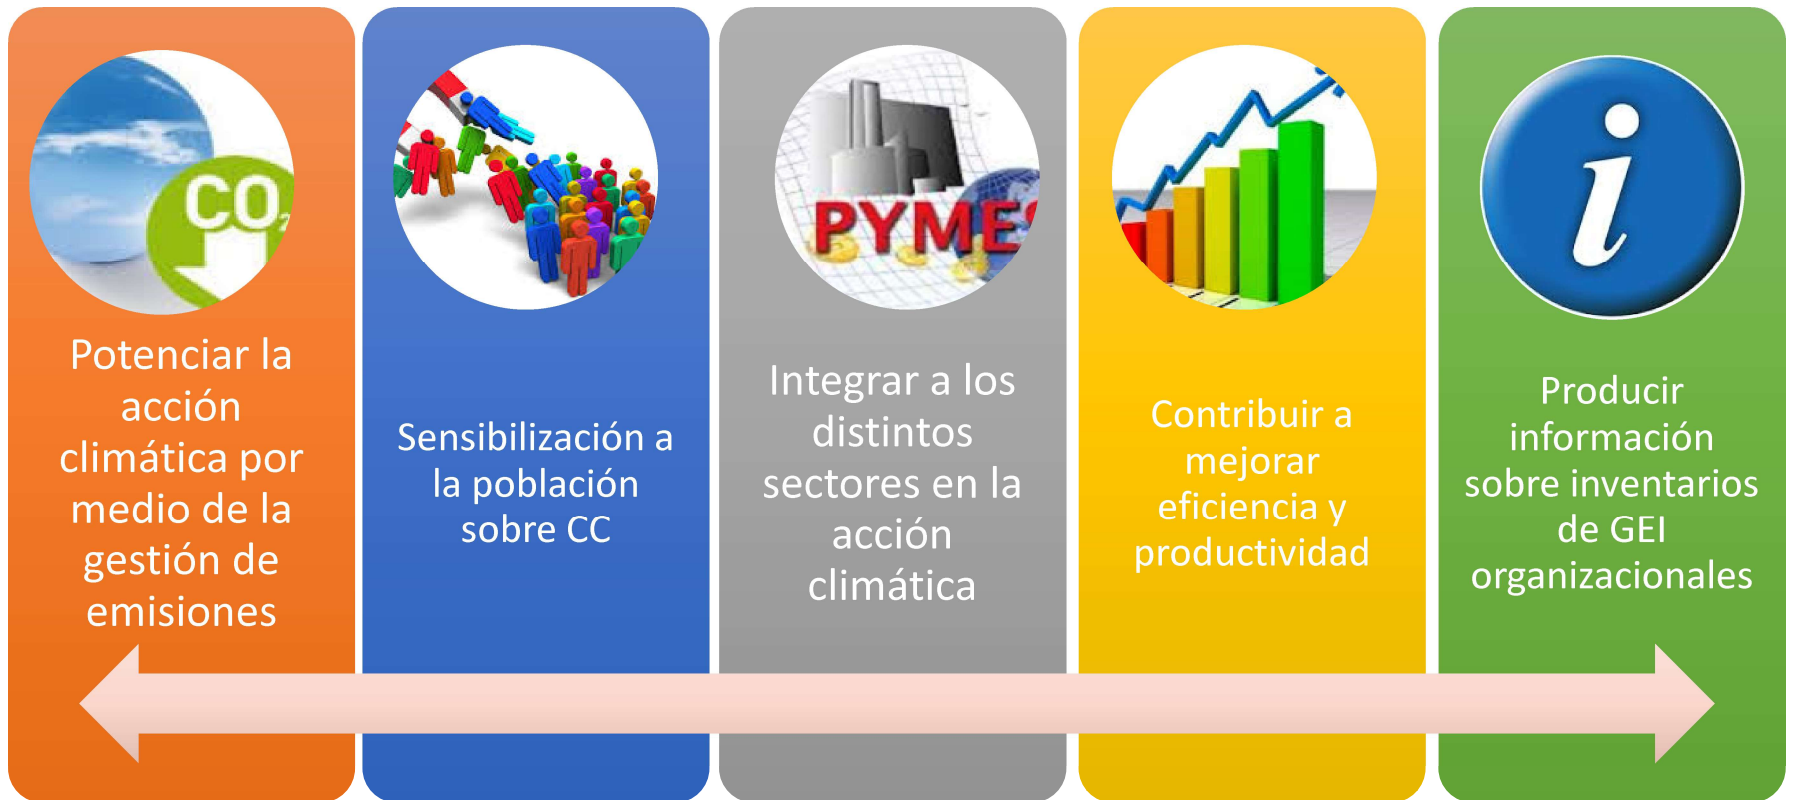 CO₂
Potenciar la
acción
climática por
medio de la
gestión de
emisiones
Sensibilización a
la población
sobre CC
PYMES
Integrar a los
distintos
sectores en la
acción
climática
Contribuir a
mejorar
eficiencia y
productividad
i
Producir
información
sobre inventarios
de GEI
organizacionales